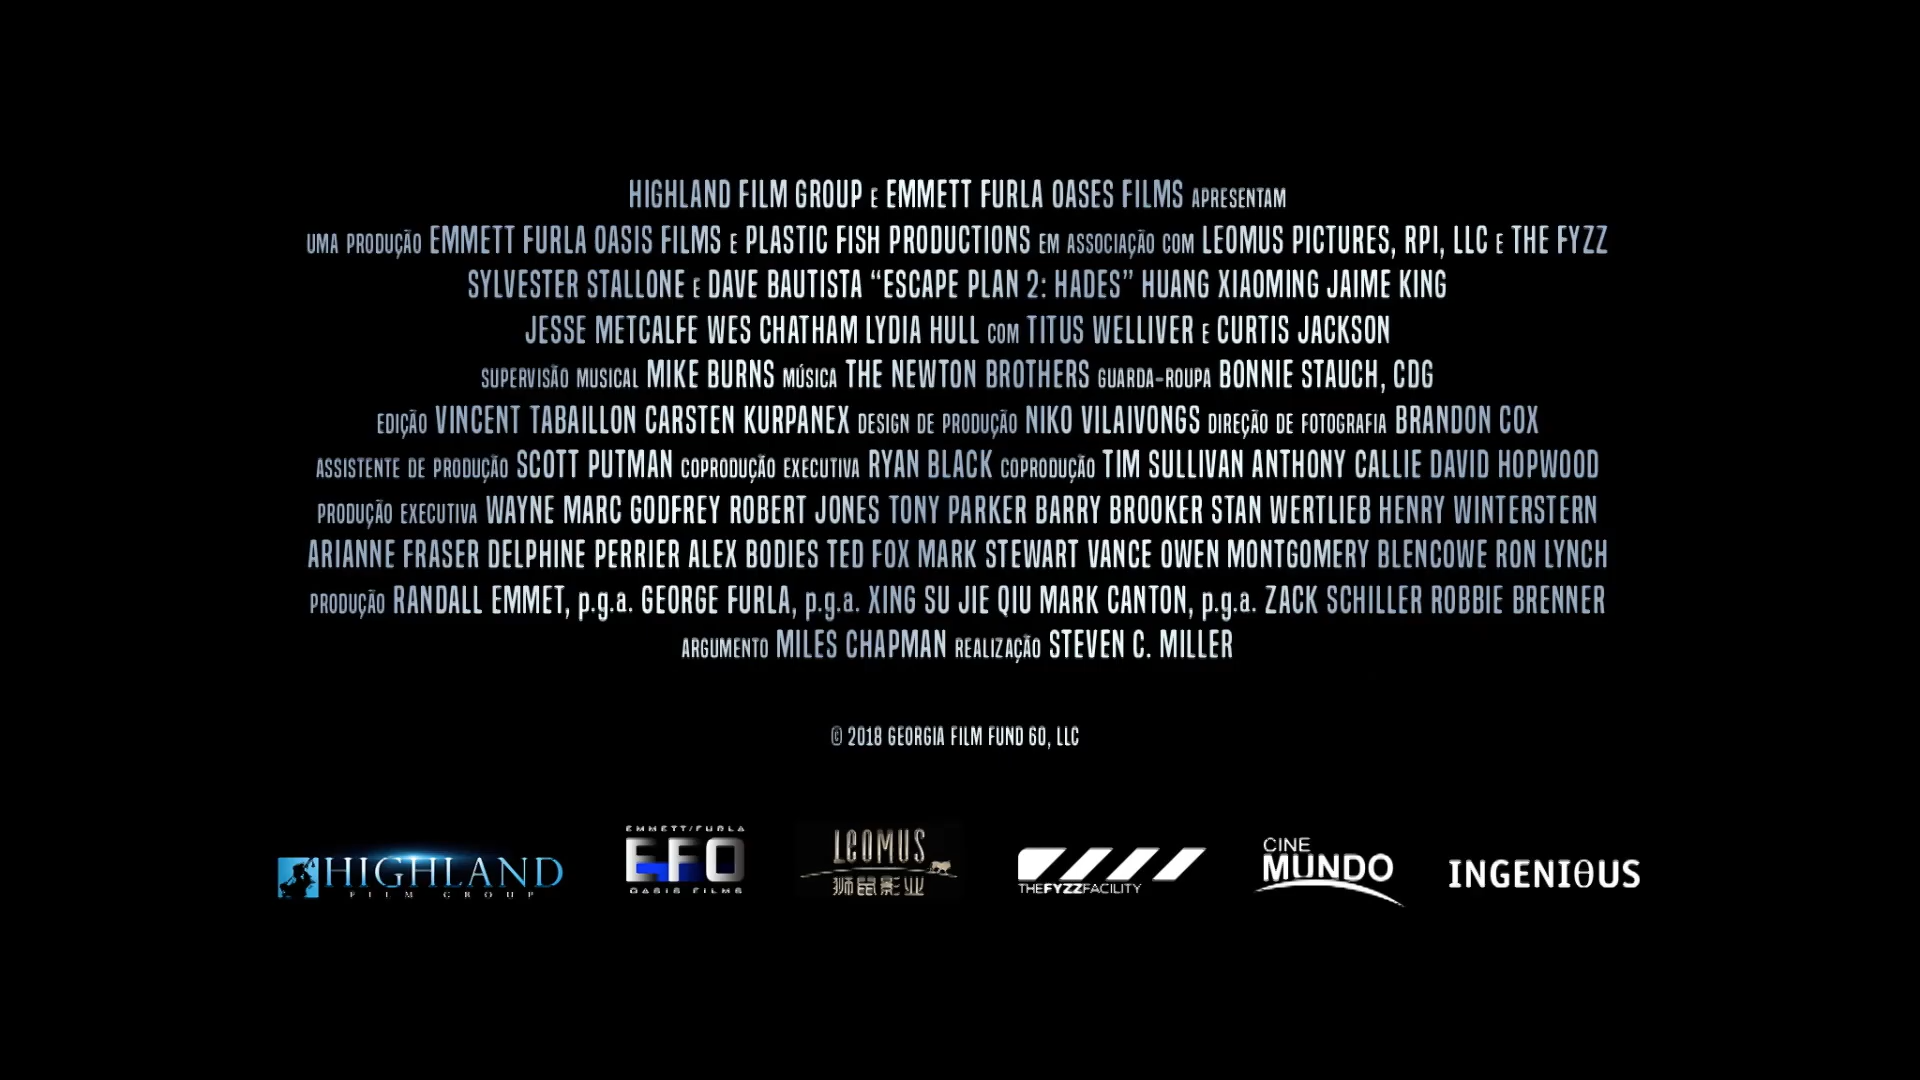 HIGHLAND FILM GROUP E EMMETT FURLA OASES FILMS APRESENTAM
UMA PRODUÇÃO EMMETT FURLA OASIS FILMS E PLASTIC FISH PRODUCTIONS EM ASSOCIAÇÃO COM LEOMUS PICTURES, RPI, LLC E THE FYZZ
SYLVESTER STALLONE E DAVE BAUTISTA “ESCAPE PLAN 2: HADES” HUANG XIAOMING JAIME KING
JESSE METCALFE WES CHATHAM LYDIA HULL COM TITUS WELLIVER E CURTIS JACKSON
SUPERVISÃO MUSICAL MIKE BURNS MÚSICA THE NEWTON BROTHERS GUARDA-ROUPA BONNIE STAUCH, CDG
EDIÇÃO VINCENT TABAILLON CARSTEN KURPANEX DESIGN DE PRODUÇÃO NIKO VILAIVONGS DIREÇÃO DE FOTOGRAFIA BRANDON COX
ASSISTENTE DE PRODUÇÃO SCOTT PUTMAN COPRODUÇÃO EXECUTIVA RYAN BLACK COPRODUÇÃO TIM SULLIVAN ANTHONY CALLIE DAVID HOPWOOD
PRODUÇÃO EXECUTIVA WAYNE MARC GODFREY ROBERT JONES TONY PARKER BARRY BROOKER STAN WERTLIEB HENRY WINTERSTERN
ARIANNE FRASER DELPHINE PERRIER ALEX BODIES TED FOX MARK STEWART VANCE OWEN MONTGOMERY BLENCOWE RON LYNCH
PRODUÇÃO RANDALL EMMET, p.g.a. GEORGE FURLA, p.g.a. XING SU JIE QIU MARK CANTON, p.g.a. ZACK SCHILLER ROBBIE BRENNER
ARGUMENTO MILES CHAPMAN REALIZAÇÃO STEVEN C. MILLER
© 2018 GEORGIA FILM FUND 60, LLC
HIGHLAND
FILM GROUP
EMMETT/FURLA
EFO
OASIS FILMS
LEOMUS
狮鼠影业
THEFYZZFACILITY
CINE
MUNDO
INGENIOUS